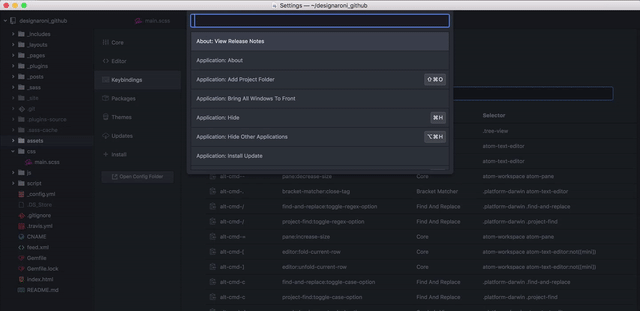 Settings — ~/designaroni_github
designaroni_github
main.scss
_includes
_layouts
_pages
_plugins
_posts
_sass
_site
.git
plugins-source
.sass-cache
assets
css
main.scss
js
script
_config.yml
.DS_Store
.gitignore
.travis.yml
CNAME
feed.xml
Gemfile
Gemfile.lock
index.html
README.md
Core
Editor
Keybindings
Packages
Themes
Updates
Install
Open Config Folder
About: View Release Notes
Application: About
Application: Add Project Folder ⇧⌘O
Application: Bring All Windows To Front
Application: Hide ⌘H
Application: Hide Other Applications ⌥⌘H
Application: Install Update
Selector
.tree-view
atom-text-editor
atom-text-editor
alt-cmd-- pane:decrease-size Core atom-workspace atom-pane
alt-cmd-. bracket-matcher:close-tag Bracket Matcher .platform-darwin atom-text-editor
alt-cmd-/ find-and-replace:toggle-regex-option Find And Replace .platform-darwin .find-and-replace
alt-cmd-/ project-find:toggle-regex-option Find And Replace .platform-darwin .project-find
alt-cmd-= pane:increase-size Core atom-workspace atom-pane
alt-cmd-[ editor:fold-current-row Core atom-workspace atom-text-editor:not([mini])
alt-cmd-] editor:unfold-current-row Core atom-workspace atom-text-editor:not([mini])
alt-cmd-c find-and-replace:toggle-case-option Find And Replace .platform-darwin .find-and-replace
alt-cmd-c project-find:toggle-case-option Find And Replace .platform-darwin .project-find